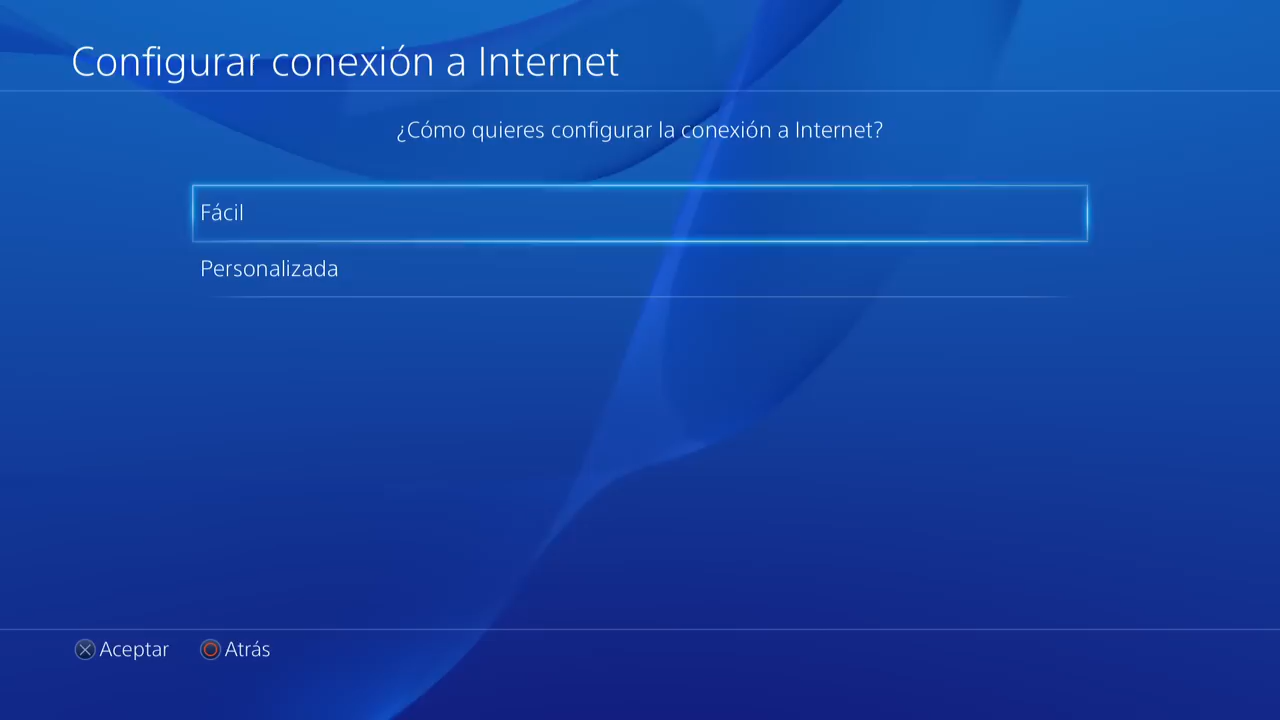 Configurar conexión a Internet
¿Cómo quieres configurar la conexión a Internet?
Fácil
Personalizada
Aceptar Atrás